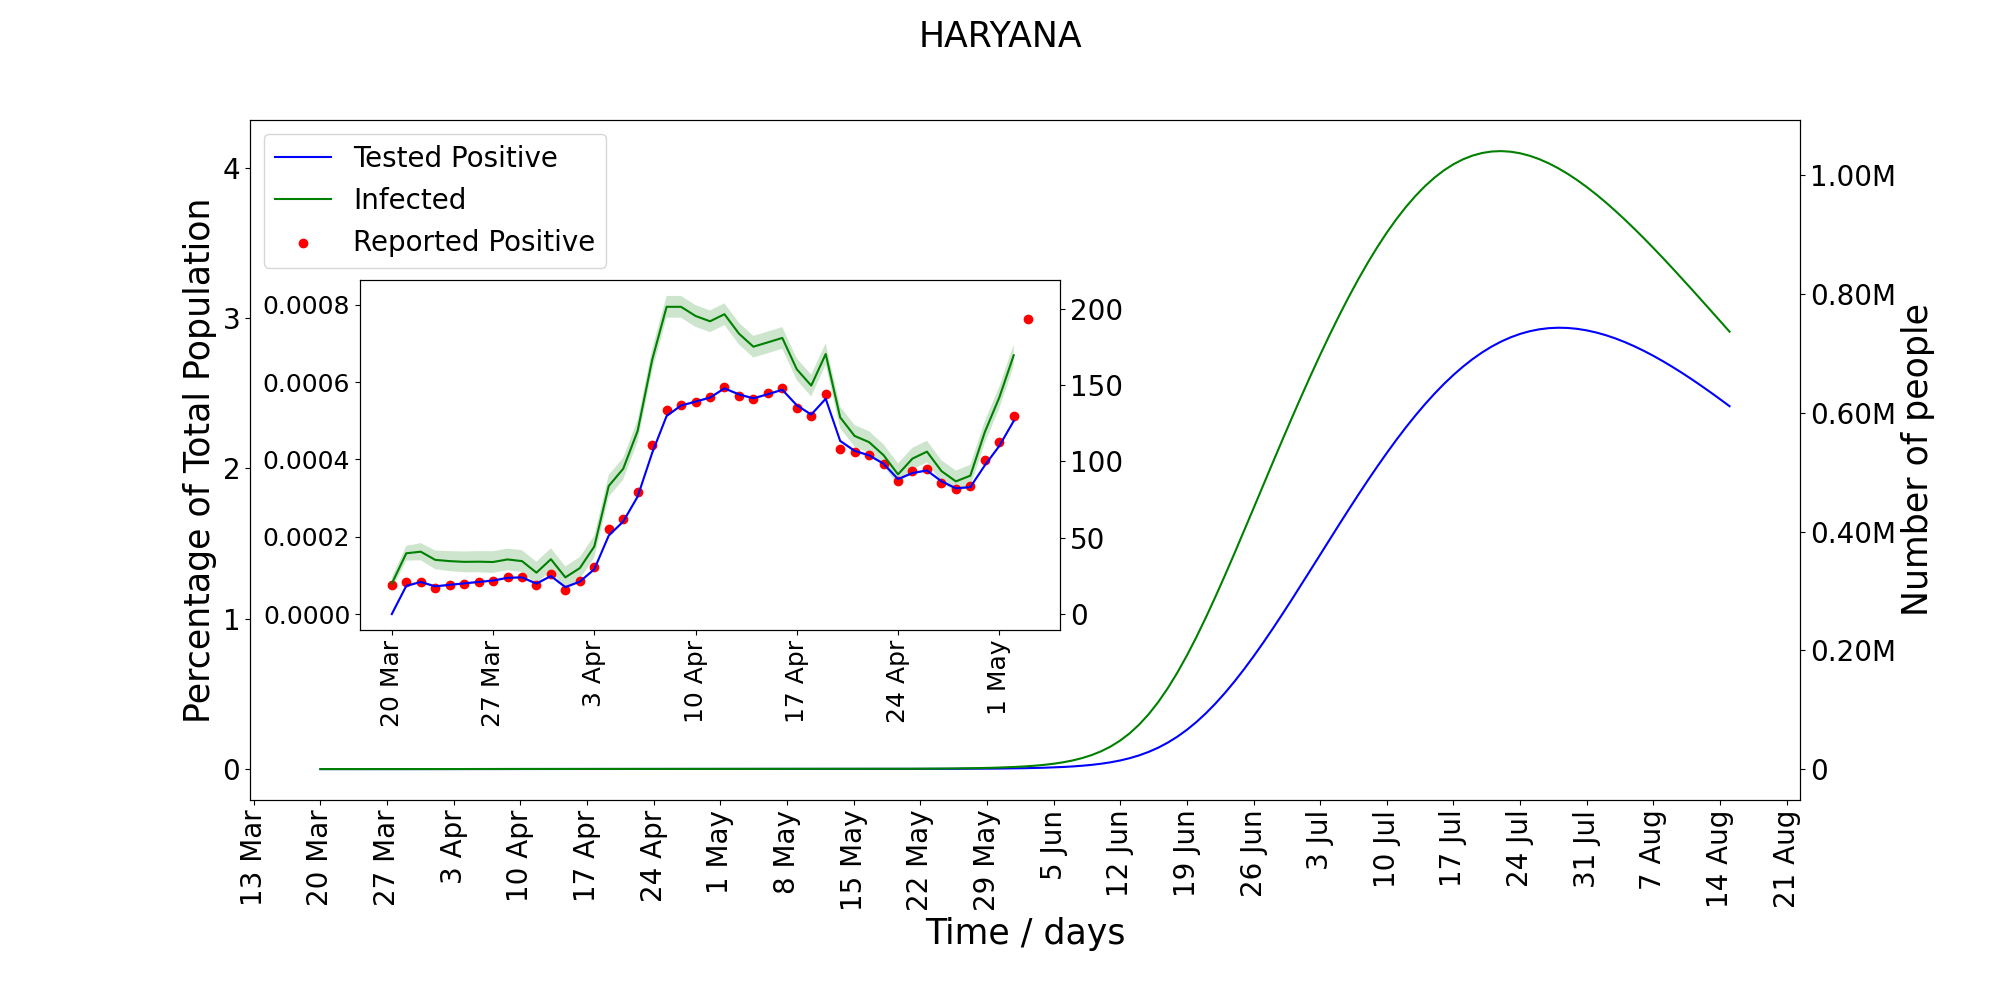 HARYANA
Tested Positive
Infected
Reported Positive
Percentage of Total Population
4
3
2
1
0
0.0008
0.0006
0.0004
0.0002
0.0000
200
150
100
50
0
20 Mar
27 Mar
3 Apr
10 Apr
17 Apr
24 Apr
1 May
1.00M
0.80M
0.60M
0.40M
0.20M
0
Number of people
13 Mar
20 Mar
27 Mar
3 Apr
10 Apr
17 Apr
24 Apr
1 May
8 May
15 May
22 May
29 May
5 Jun
12 Jun
19 Jun
26 Jun
3 Jul
10 Jul
17 Jul
24 Jul
31 Jul
7 Aug
14 Aug
21 Aug
Time / days